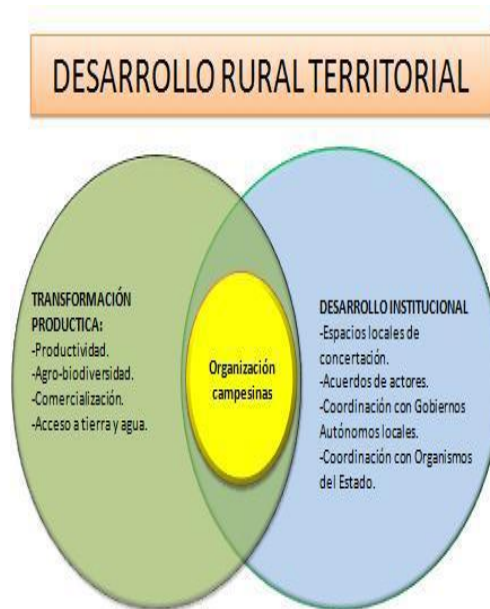 DESARROLLO RURAL TERRITORIAL
TRANSFORMACIÓN
PRODUCTICA:
-Productividad.
-Agro-biodiversidad.
-Comercialización.
-Acceso a tierra y agua.
Organización
campesinas
DESARROLLO INSTITUCIONAL
-Espacios locales de
concertación.
-Acuerdos de actores.
-Coordinación con Gobiernos
Autónomos locales.
-Coordinación con Organismos
del Estado.